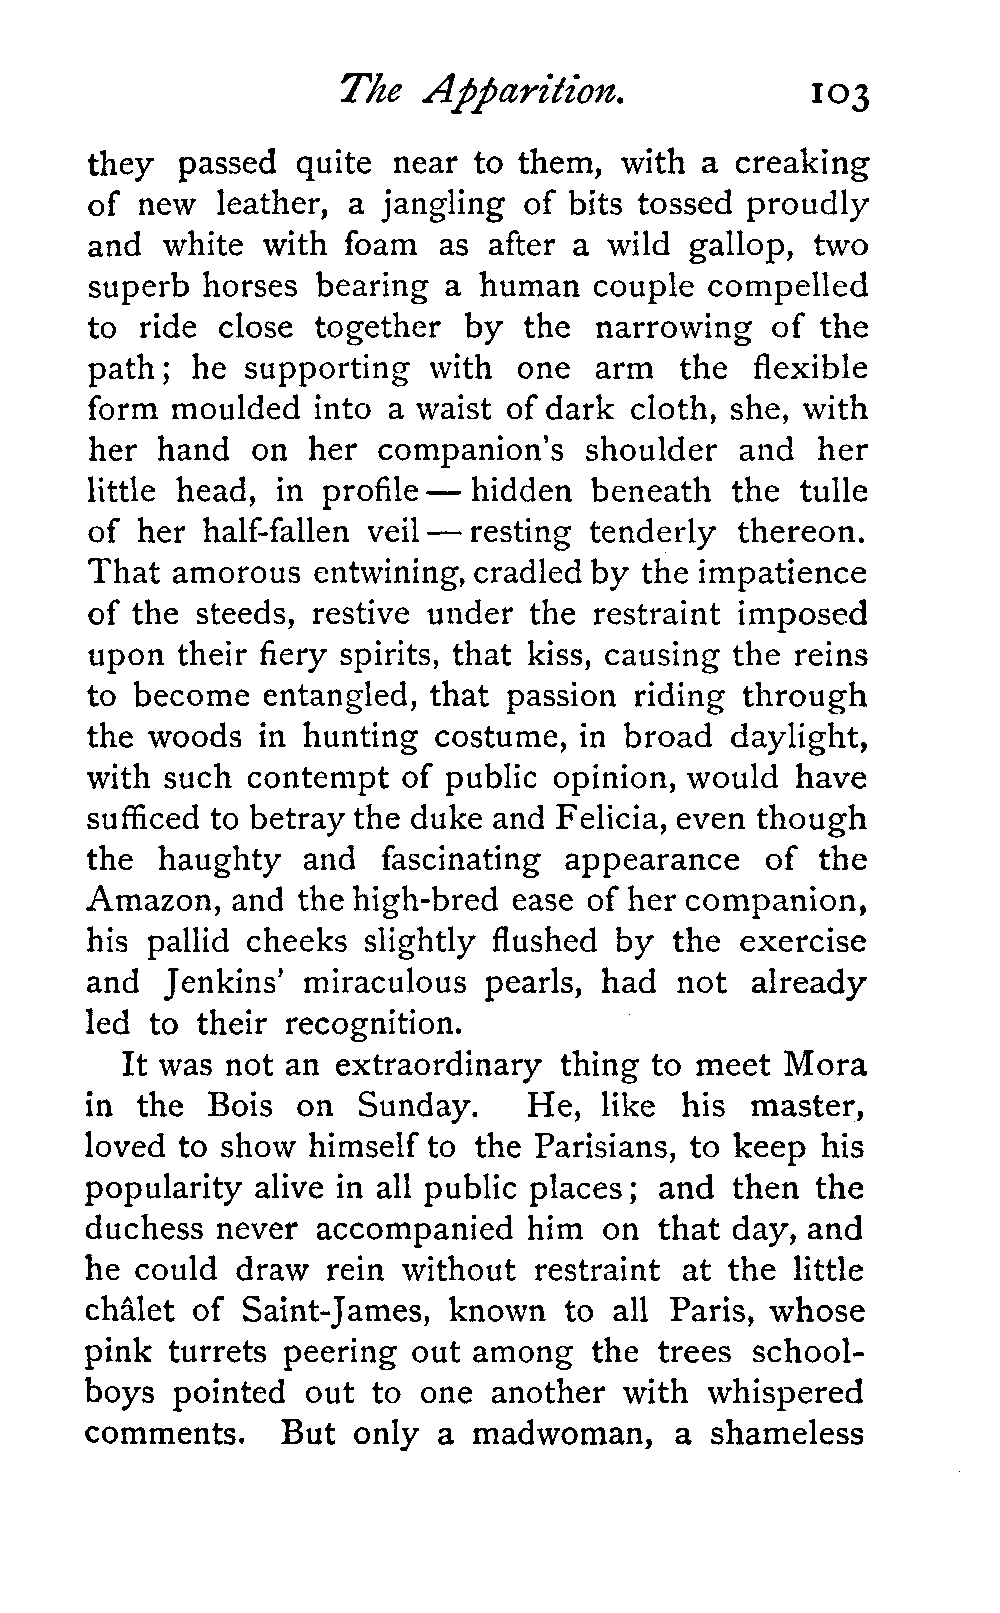 The Apparition. 103
they passed quite near to them, with a creaking
of new leather, a jangling of bits tossed proudly
and white with foam as after a wild gallop, two
superb horses bearing a human couple compelled
to ride close together by the narrowing of the
path; he supporting with one arm the flexible
form moulded into a waist of dark cloth, she, with
her hand on her companion's shoulder and her
little head, in profile — hidden beneath the tulle
of her half-fallen veil — resting tenderly thereon.
That amorous entwining, cradled by the impatience
of the steeds, restive under the restraint imposed
upon their fiery spirits, that kiss, causing the reins
to become entangled, that passion riding through
the woods in hunting costume, in broad daylight,
with such contempt of public opinion, would have
sufficed to betray the duke and Felicia, even though
the haughty and fascinating appearance of the
Amazon, and the high-bred ease of her companion,
his pallid cheeks slightly flushed by the exercise
and Jenkins' miraculous pearls, had not already
led to their recognition.
It was not an extraordinary thing to meet Mora
in the Bois on Sunday. He, like his master,
loved to show himself to the Parisians, to keep his
popularity alive in all public places; and then the
duchess never accompanied him on that day, and
he could draw rein without restraint at the little
châlet of Saint-James, known to all Paris, whose
pink turrets peering out among the trees school-
boys pointed out to one another with whispered
comments. But only a madwoman, a shameless